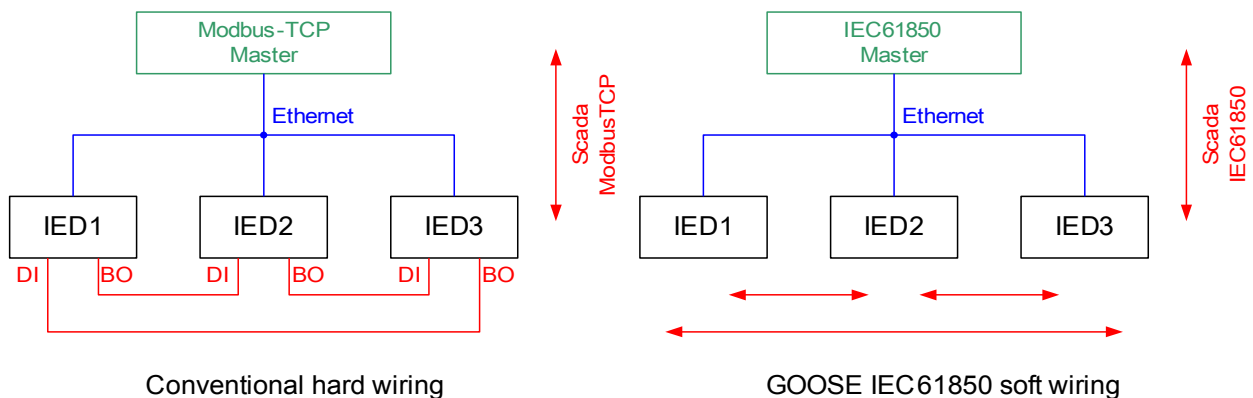 Modbus-TCP
Master
Ethernet
Scada
ModbusTCP
IED1
IED2
IED3
DI
BO
DI
BO
DI
BO
Conventional hard wiring
IEC61850
Master
Ethernet
Scada
IEC61850
IED1
IED2
IED3
GOOSE IEC61850 soft wiring